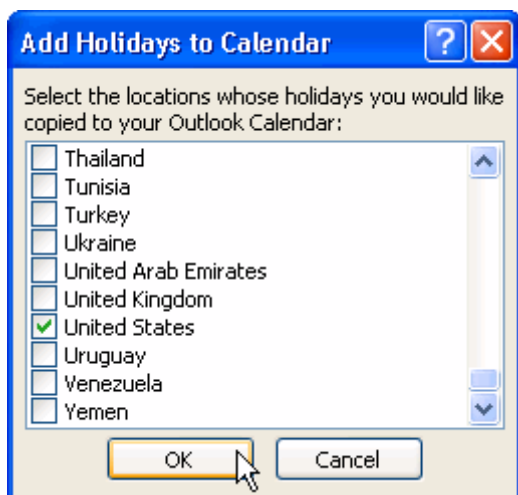 Add Holidays to Calendar
?
Select the locations whose holidays you would like
copied to your Outlook Calendar:
Thailand
Tunisia
Turkey
Ukraine
United Arab Emirates
United Kingdom
United States
Uruguay
Venezuela
Yemen
OK
Cancel